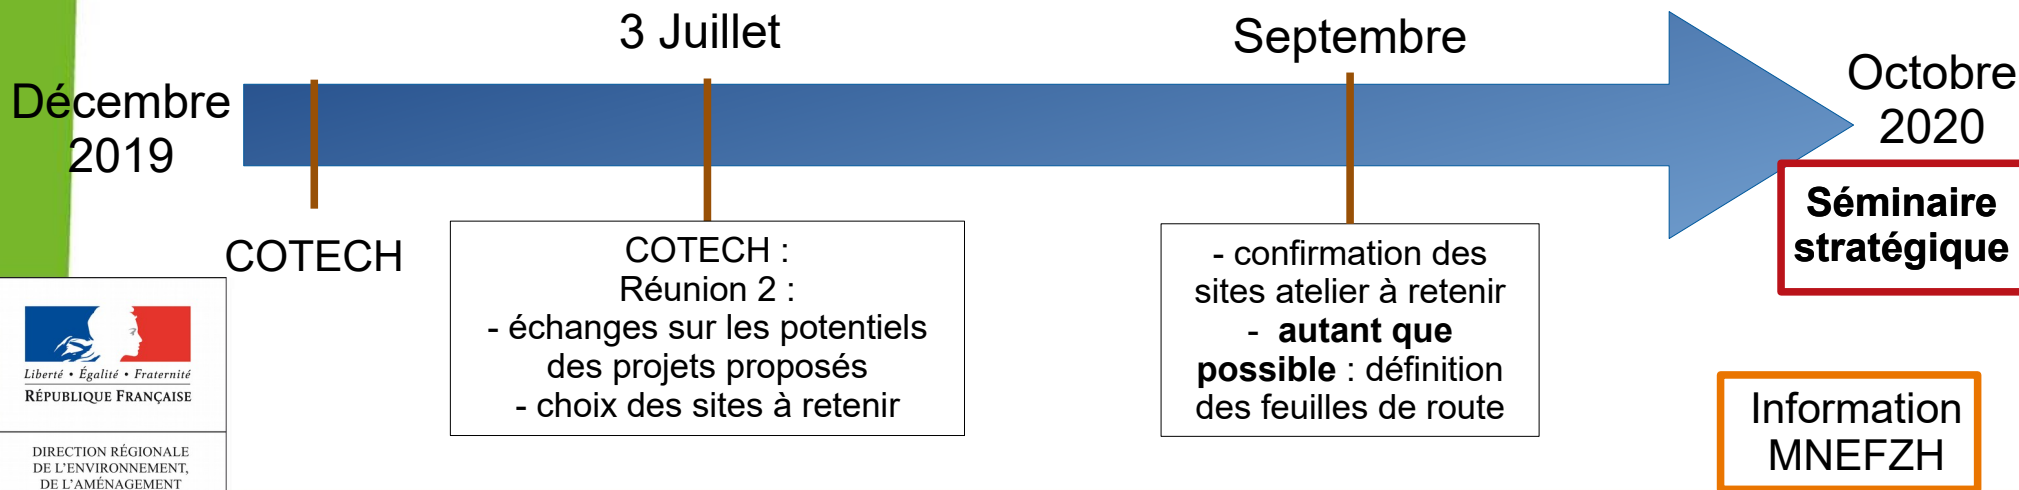 3 Juillet
Septembre
Décembre
2019
Octobre
2020
COTECH
COTECH :
Réunion 2 :
- échanges sur les potentiels
des projets proposés
- choix des sites à retenir
- confirmation des
sites atelier à retenir
- autant que
possible : définition
des feuilles de route
Séminaire
stratégique
Information
MNEFZH
Liberté • Égalité • Fraternité
RÉPUBLIQUE FRANÇAISE
DIRECTION RÉGIONALE
DE L'ENVIRONNEMENT,
DE L'AMÉNAGEMENT